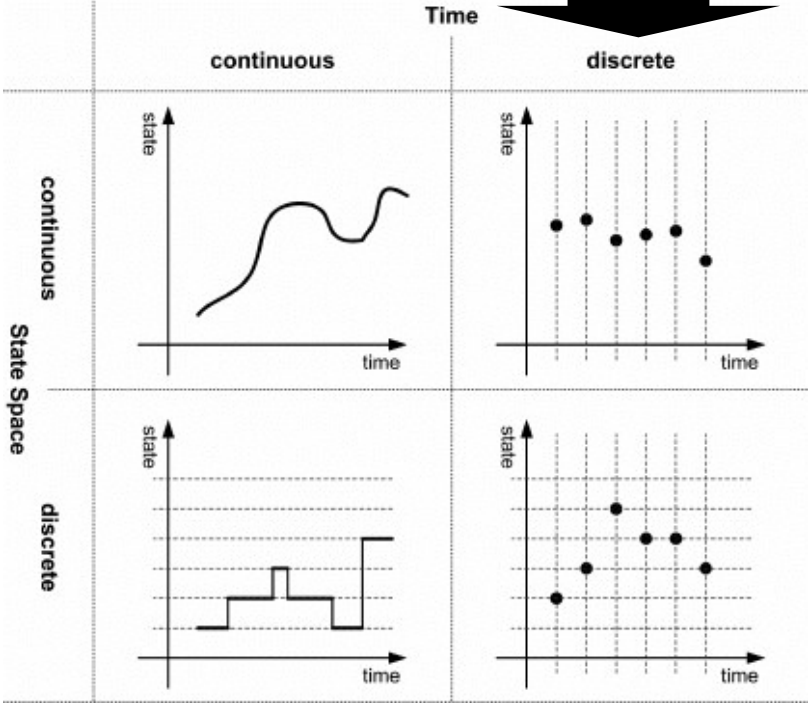 Time
continuous
discrete
State Space
continuous
state
time
state
time
discrete
state
time
state
time